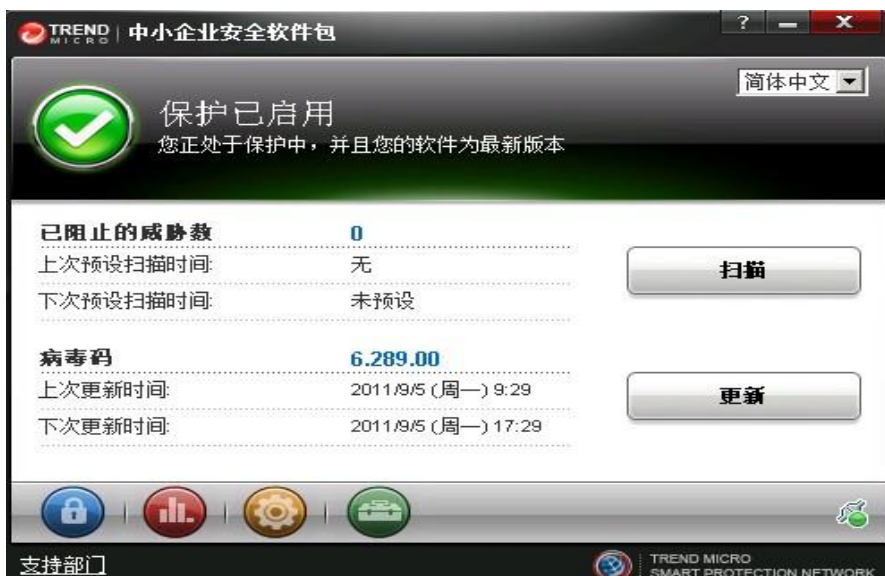 TREND MICRO | 中小企业安全软件包
?
简体中文
保护已启用
您正处于保护中，并且您的软件为最新版本
已阻止的威胁数 0
上次预设扫描时间: 无
扫描
下次预设扫描时间: 未预设
病毒码 6.289.00
上次更新时间: 2011/9/5 (周一) 9:29
更新
下次更新时间: 2011/9/5 (周一) 17:29
支持部门
TREND MICRO
SMART PROTECTION NETWORK